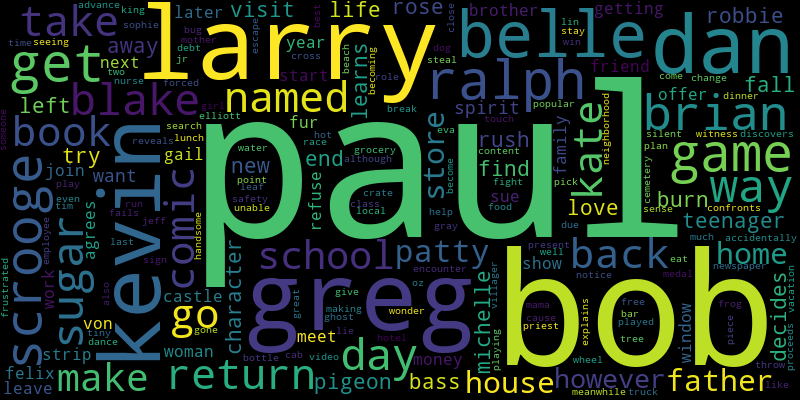 paul
bob
larry
greg
kevin
dan
belle
ralph
brian
scrooge
sugar
blake
take
get
named
book
comic
school
game
way
kate
store
go
return
make
day
back
house
however
father
patty
home
teenager
burn
fall
robbie
visit
life
rose
later
away
next
left
year
start
learns
spirit
rush
find
friend
offer
getting
brother
advance
king
sophie
bug
mother
debt
jr
time
seeing
two
nurse
forced
escape
cross
best
beach
becoming
role
dog
steal
close
lin
stay
win
come
change
dinner
popular
silent
witness
discovers
plan
neighborhood
family
touch
content
fight
pick
eva
become
although
grocery
break
hot
race
elliott
lunch
search
reveals
girl
fur
gail
new
end
water
point
leaf
safety
unable
class
crate
local
refuse
try
join
want
handsome
agrees
play
even
tim
run
fails
jeff
last
sign
also
work
employee
someone
frustrated
felix
leave
strip
von
tiny
dance
woman
castle
gone
character
great
give
making
ghost
meet
lie
wonder
oz
encounter
hotel
bottle
cab
video
money
pigeon
bass
michelle
villager
playing
show
present
well
notice
mama
cause
priest
explains
free
bar
played
tree
wheel
meanwhile
truck
window
eat
medal
newspaper
frog
piece
throw
like
decides
proceeds
vacation
much
accidentally
confronts
sense
cemetery
love
due
sue
food
help
gray